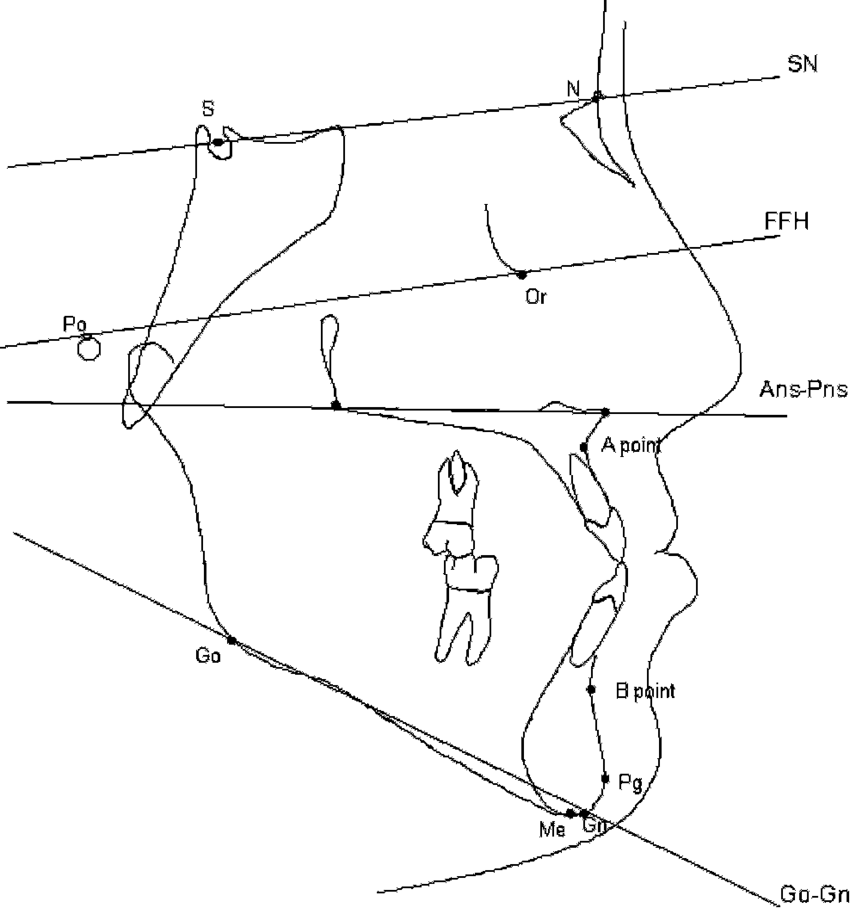 SN
N
S
FFH
Or
Po
Ans-Pns
A point
Go
B point
Pg
Me
Gn
Go-Gn